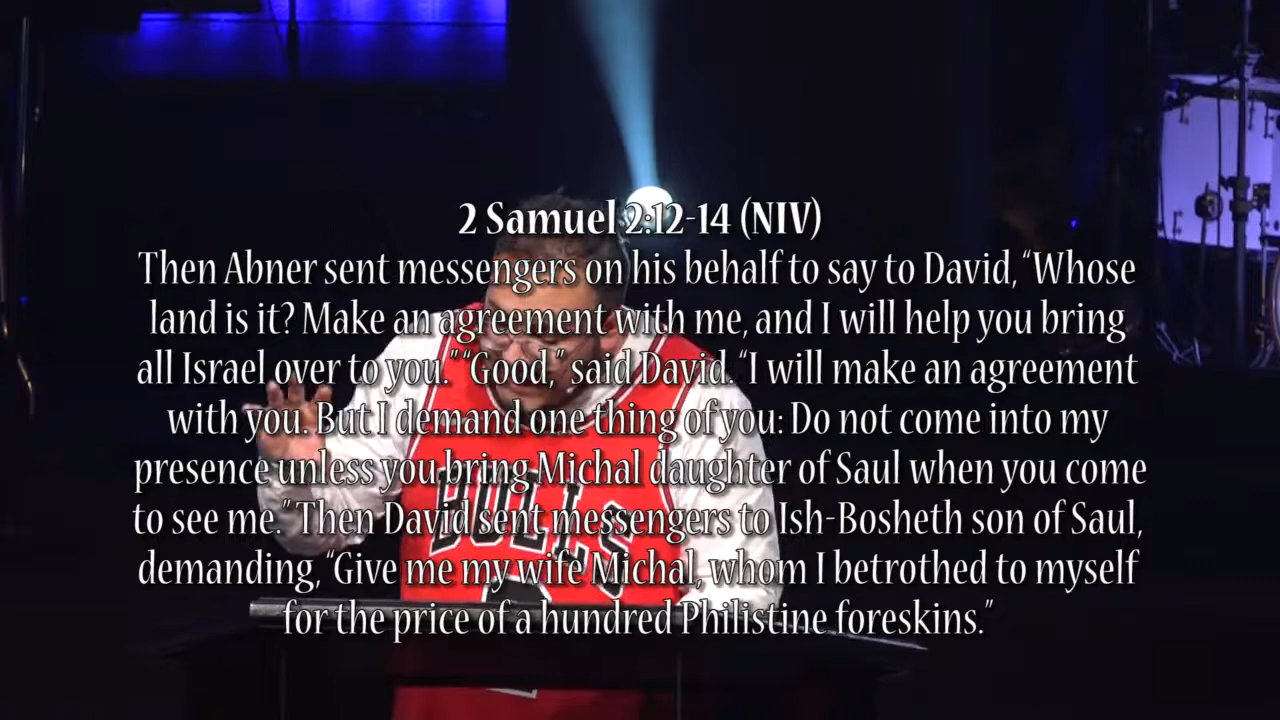 2 Samuel 2:12-14 (NIV)
Then Abner sent messengers on his behalf to say to David, “Whose
land is it? Make an agreement with me, and I will help you bring
all Israel over to you.” “Good,” said David. “I will make an agreement
with you. But I demand one thing of you: Do not come into my
presence unless you bring Michal daughter of Saul when you come
to see me.” Then David sent messengers to Ish-Bosheth son of Saul,
demanding, “Give me my wife Michal, whom I betrothed to myself
for the price of a hundred Philistine foreskins.”
BULLS